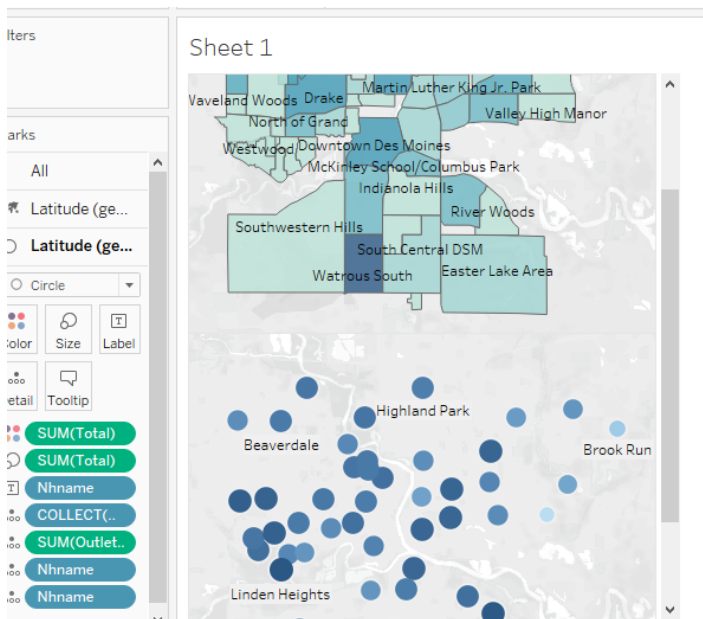 lters
arks
All
Latitude (ge...
Latitude (ge...
Circle
Color
Size
Label
Detail
Tooltip
SUM(Total)
SUM(Total)
Nhname
COLLECT(..
SUM(Outlet..
Nhname
Nhname
Sheet 1
Martin Luther King Jr. Park
Waveland Woods
Drake
Valley High Manor
North of Grand
Westwood
Downtown Des Moines
McKinley School/Columbus Park
Indianola Hills
River Woods
Southwestern Hills
South Central DSM
Watrous South
Easter Lake Area
Highland Park
Beaverdale
Brook Run
Linden Heights